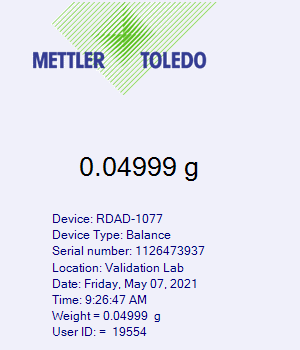 METTLER TOLEDO
0.04999 g
Device: RDAD-1077
Device Type: Balance
Serial number: 1126473937
Location: Validation Lab
Date: Friday, May 07, 2021
Time: 9:26:47 AM
Weight = 0.04999  g
User ID: =  19554